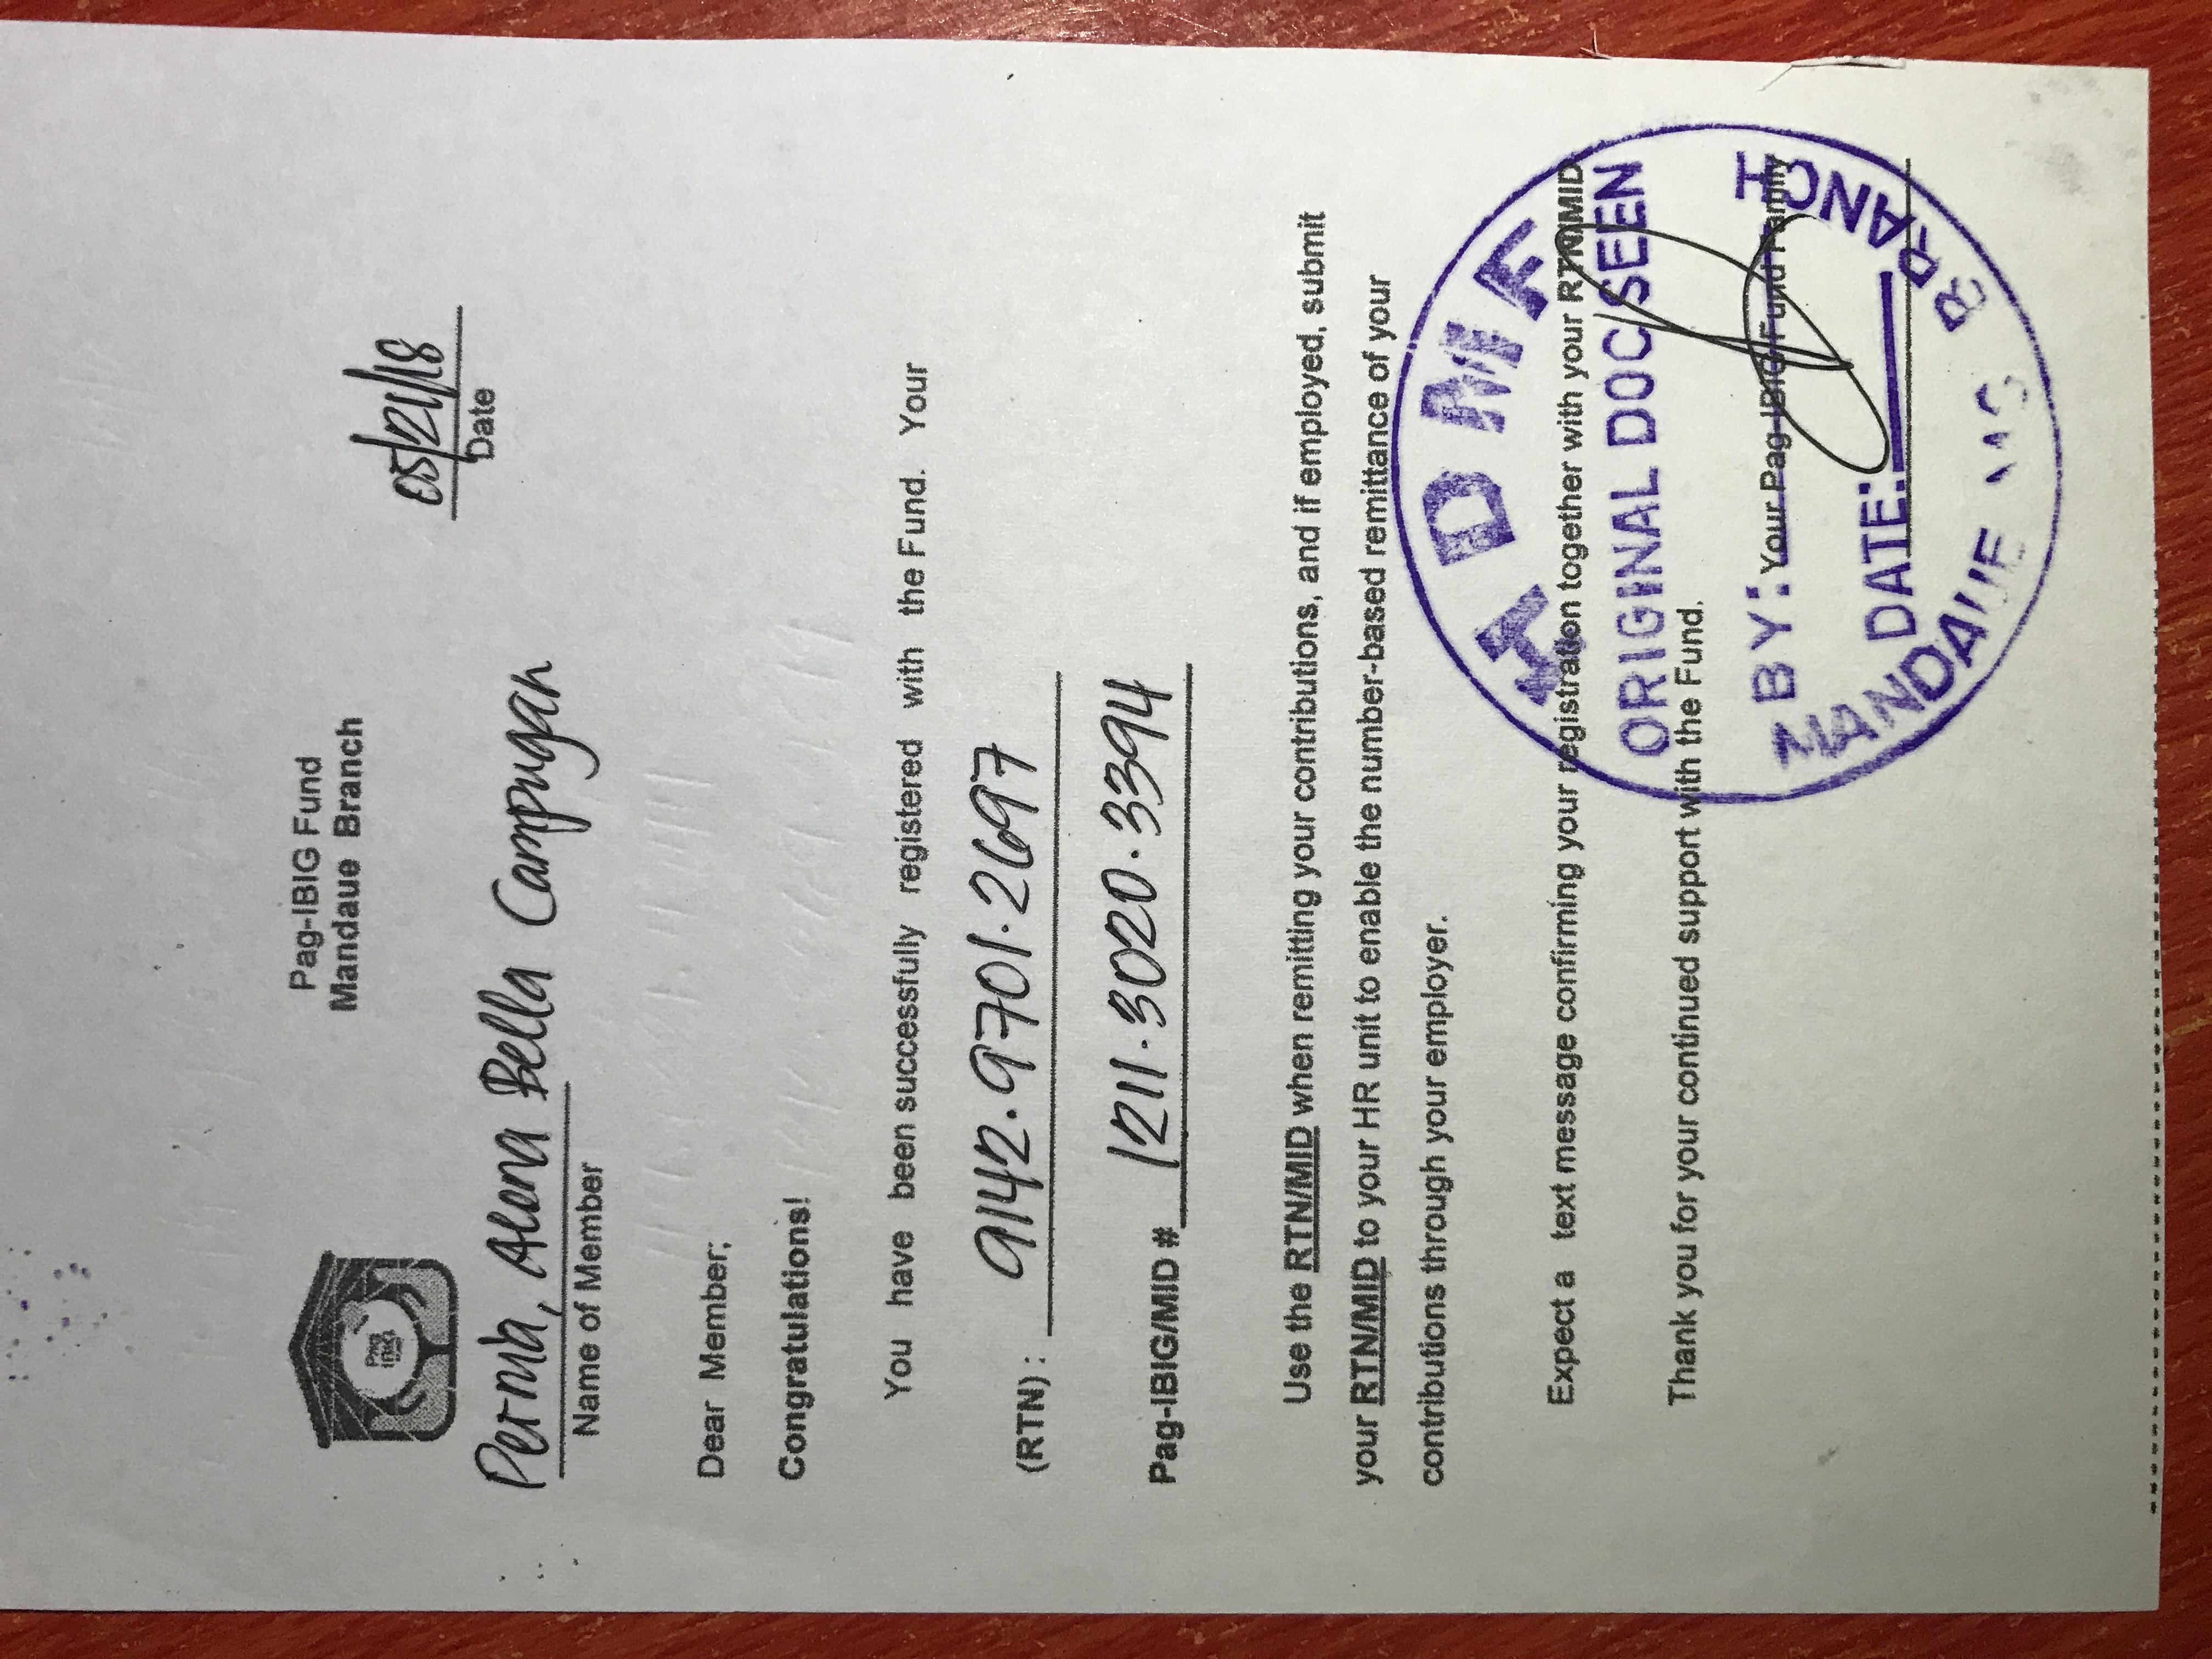 Pag-IBIG Fund
Mandaue Branch
05/21/18
Date
Perma, Alona Bella Campugan
Name of Member
Dear Member;
Congratulations!
You have been successfully registered with the Fund. Your
(RTN) : 9142.9701.2697
Pag-IBIG/MID # 1211.3020.3394
Use the RTN/MID when remitting your contributions, and if employed, submit
your RTN/MID to your HR unit to enable the number-based remittance of your
contributions through your employer.
Expect a text message confirming your registration together with your RTN/MID
Thank you for your continued support with the Fund.
Your Pag-IBIG Fund Family
HDMF
ORIGINAL DOC SEEN
BY:
DATE:
MANDAUE MS BRANCH